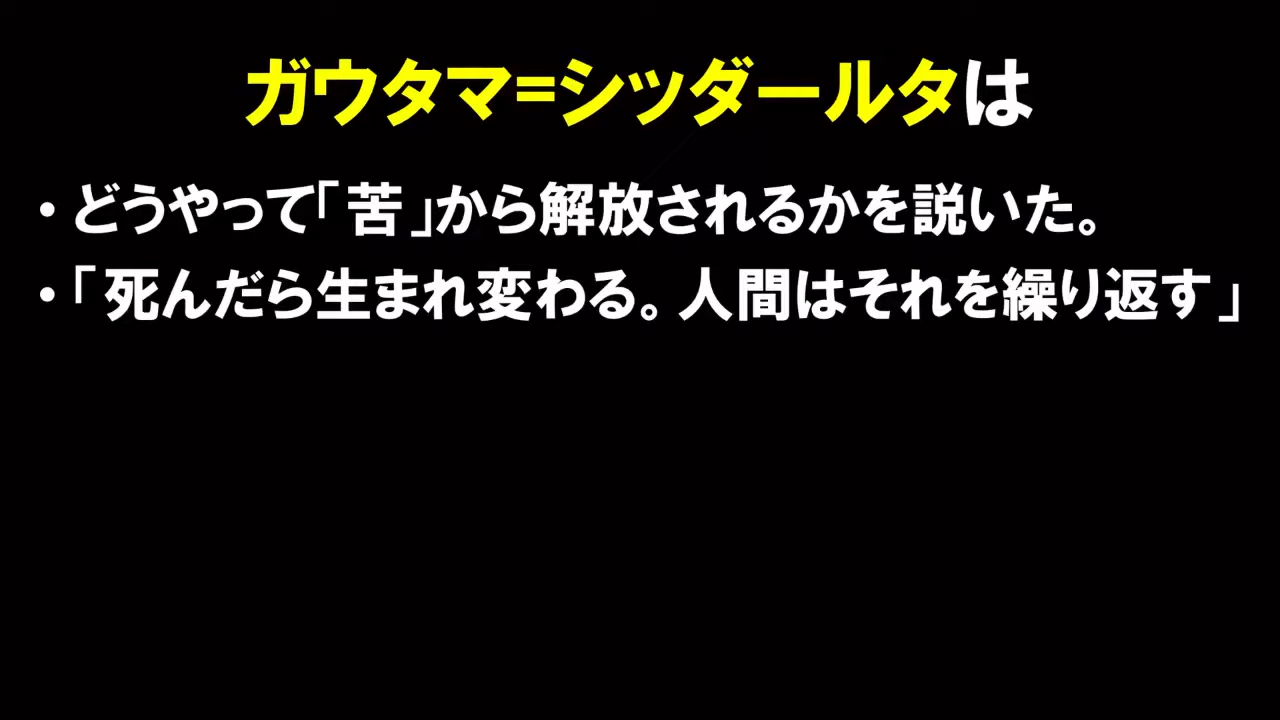 ガウタマ=シッダールタは
・どうやって「苦」から解放されるかを説いた。
・「死んだら生まれ変わる。人間はそれを繰り返す」